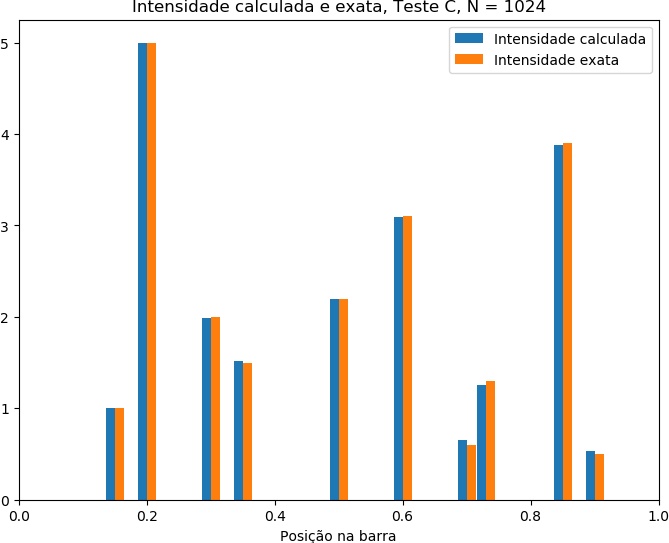 Intensidade calculada e exata, Teste C, N = 1024
Intensidade calculada
Intensidade exata
5
4
3
2
1
0
0.0 0.2 0.4 0.6 0.8 1.0
Posição na barra